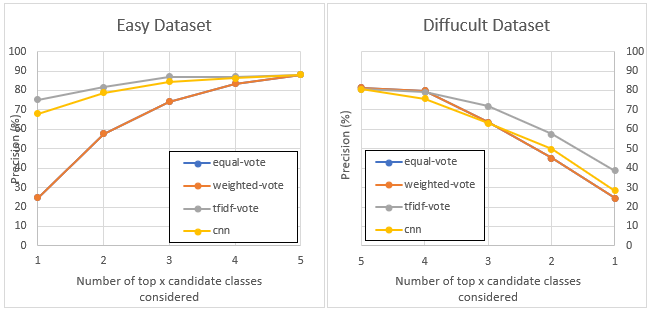 Easy Dataset
100
90
80
70
60
50
40
30
20
10
0
Precision (%)
equal-vote
weighted-vote
tfidf-vote
cnn
1 2 3 4 5
Number of top x candidate classes
considered
Diffucult Dataset
Precision (%)
100
90
80
70
60
50
40
30
20
10
0
equal-vote
weighted-vote
tfidf-vote
cnn
5 4 3 2 1
Number of top x candidate classes
considered